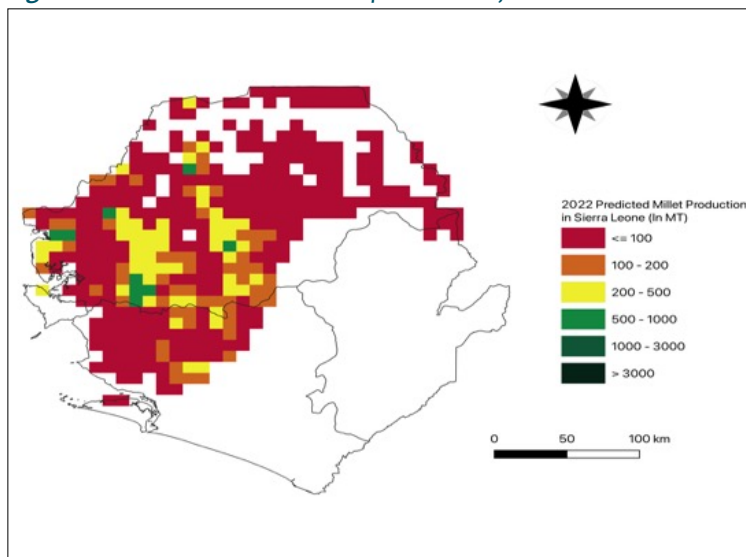 2022 Predicted Millet Production
in Sierra Leone (In MT)
<= 100
100 - 200
200 - 500
500 - 1000
1000 - 3000
> 3000
0 50 100 km